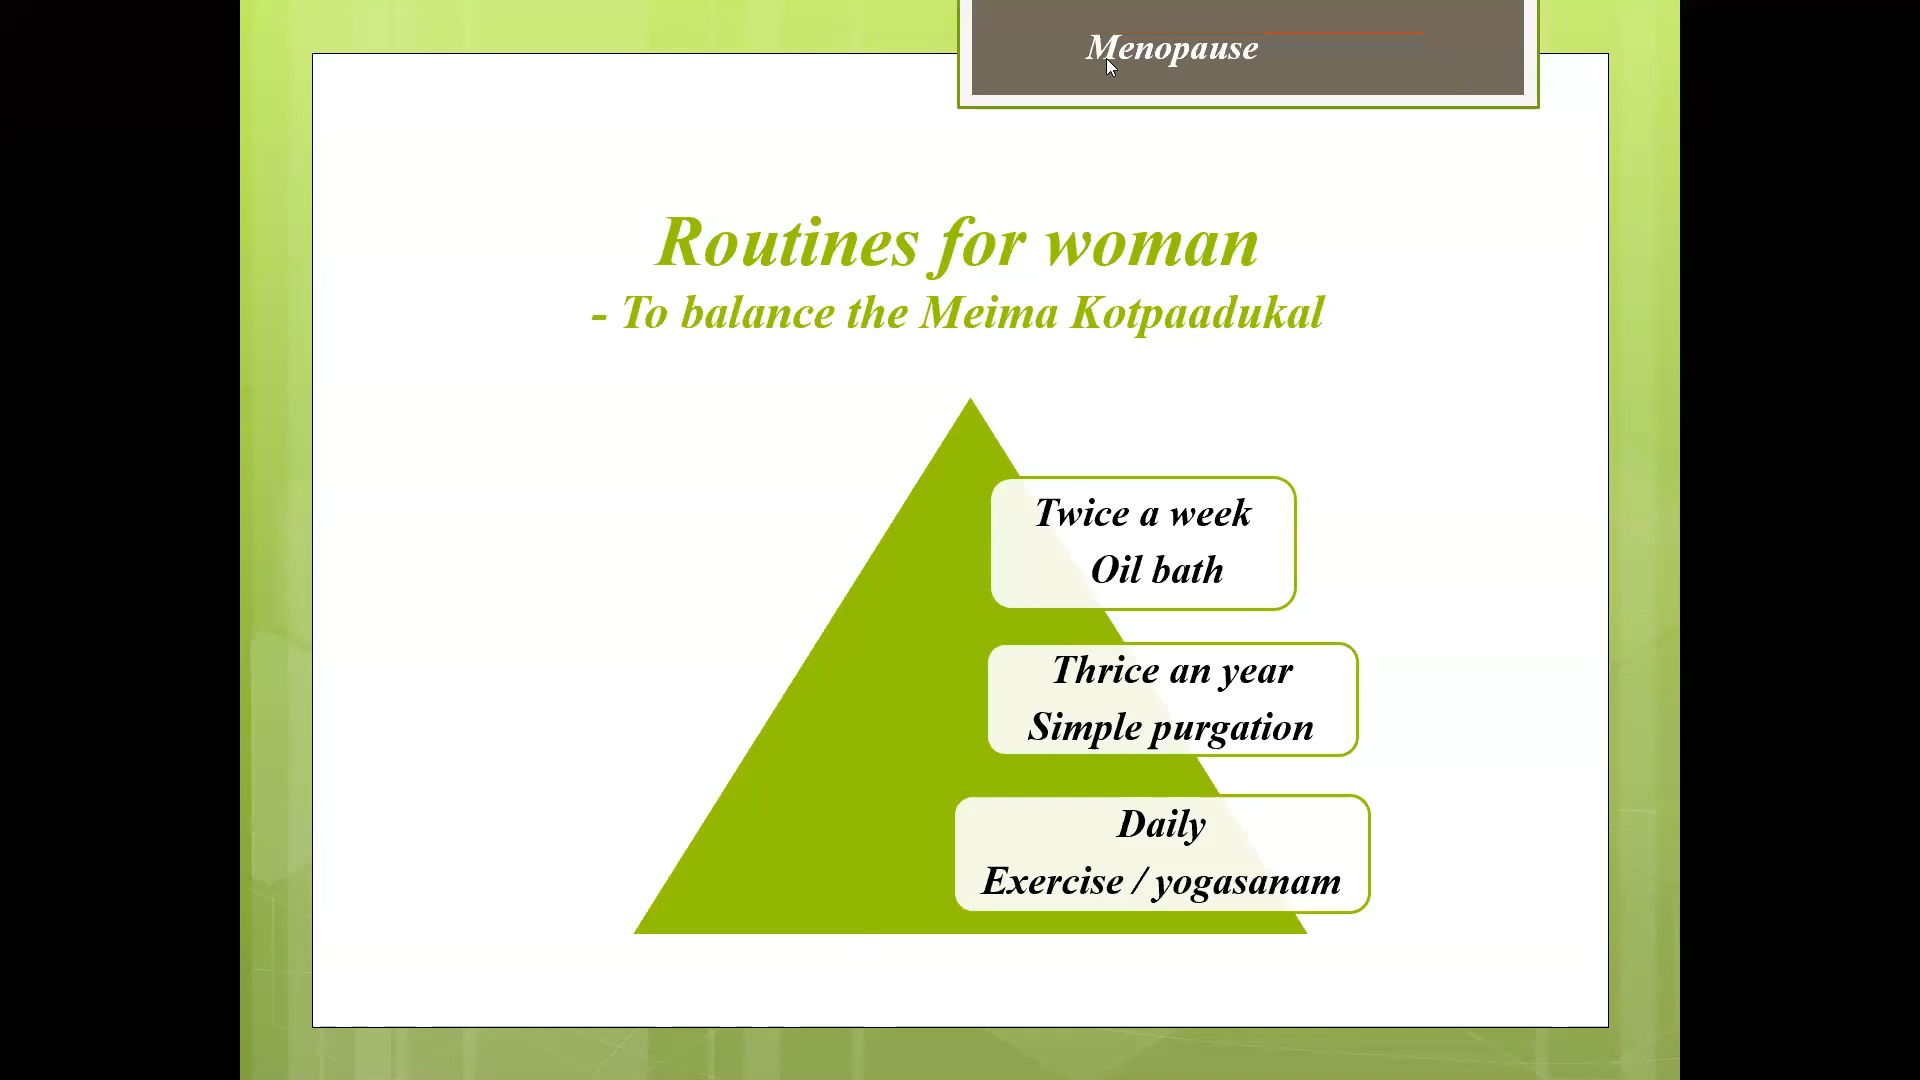 Menopause
Routines for woman
- To balance the Meima Kotpaadukal
Twice a week
Oil bath
Thrice an year
Simple purgation
Daily
Exercise / yogasanam